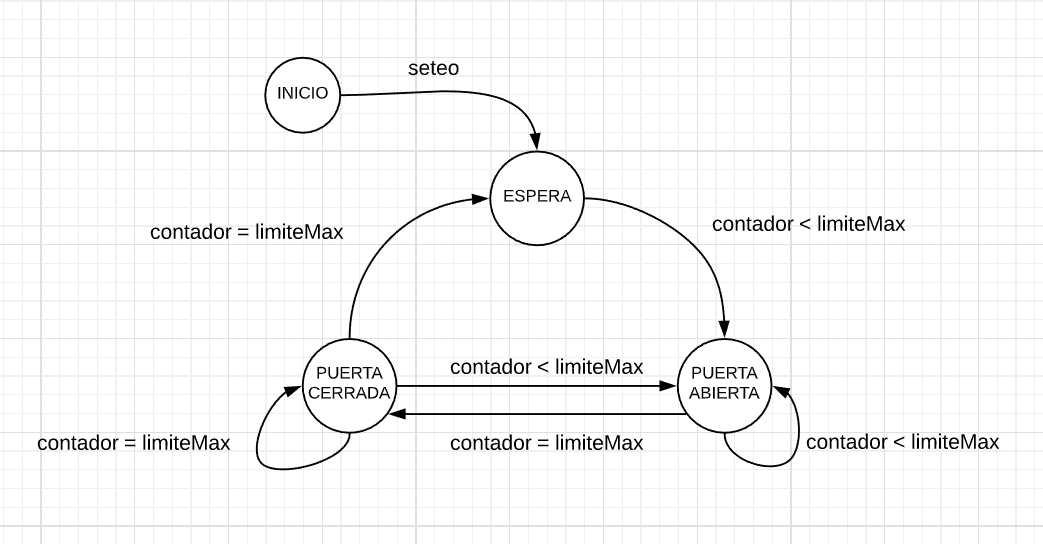 seteo
INICIO
ESPERA
contador < limiteMax
contador = limiteMax
contador < limiteMax
PUERTA
CERRADA
PUERTA
ABIERTA
contador = limiteMax
contador = limiteMax
contador < limiteMax